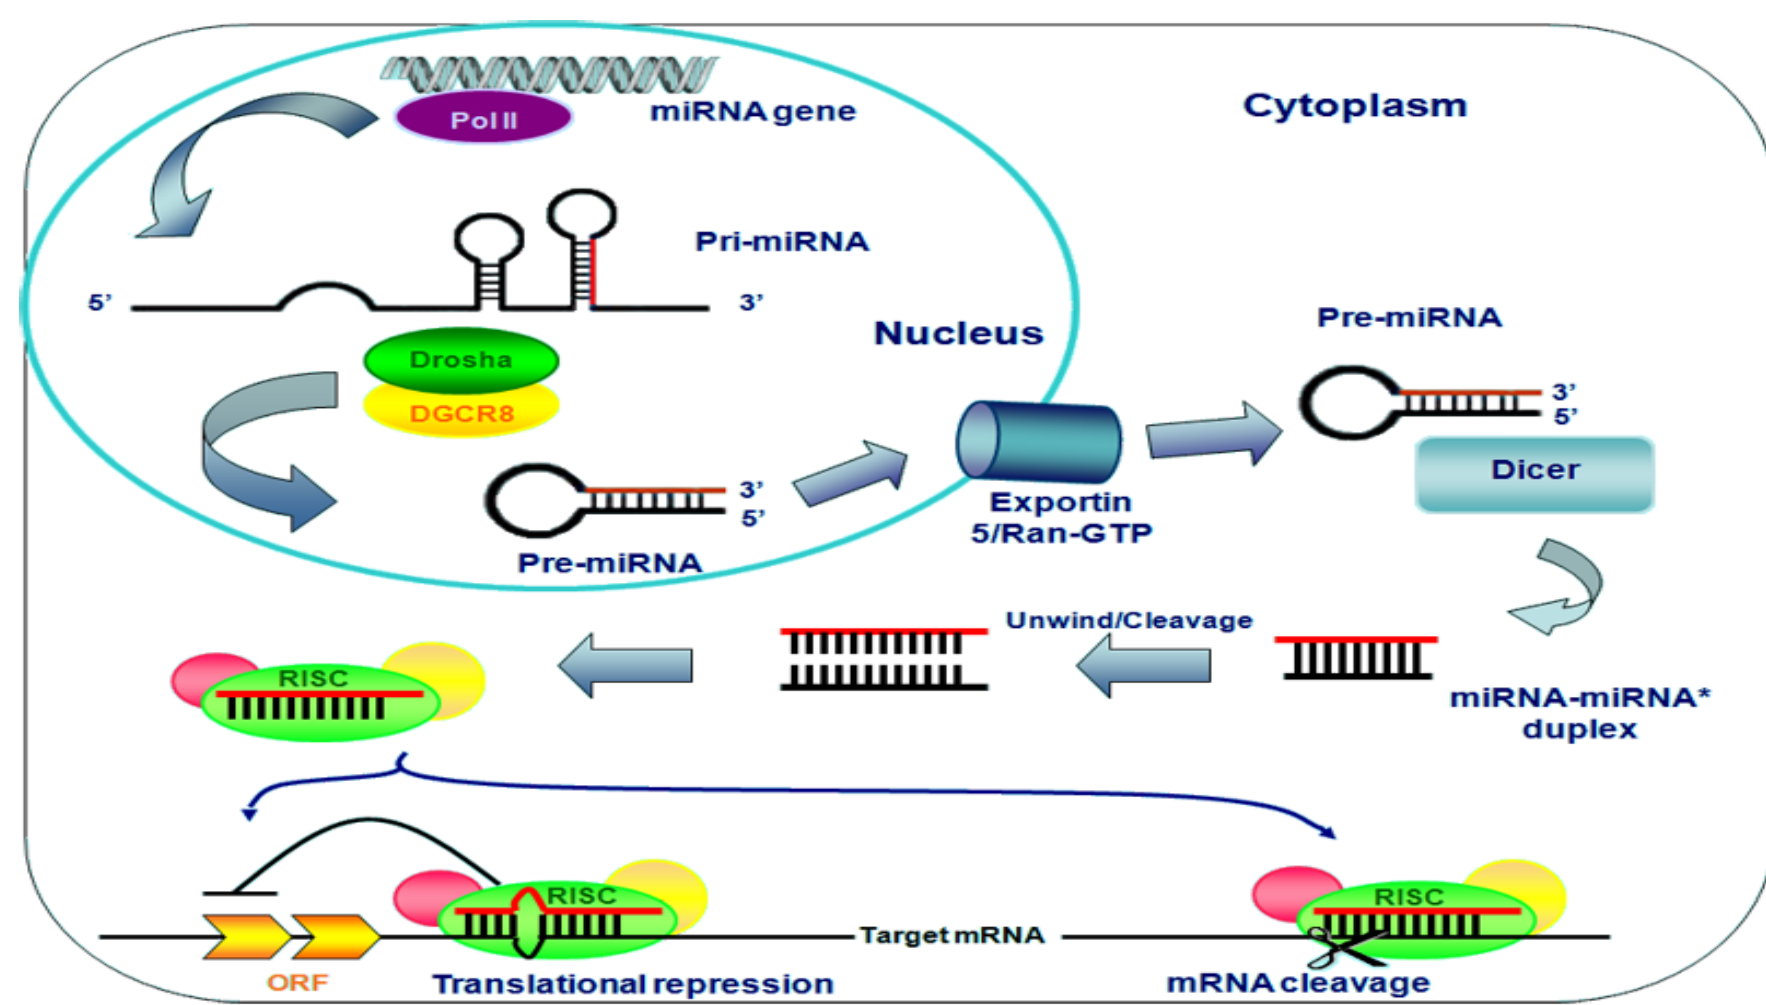 miRNA gene
Pol II
Cytoplasm
Pri-miRNA
5’
3’
Nucleus
Drosha
DGCR8
Pre-miRNA
3’
5’
Dicer
3’
5’
Exportin
5/Ran-GTP
Pre-miRNA
Unwind/Cleavage
RISC
miRNA-miRNA*
duplex
RISC
RISC
Target mRNA
ORF
Translational repression
mRNA cleavage